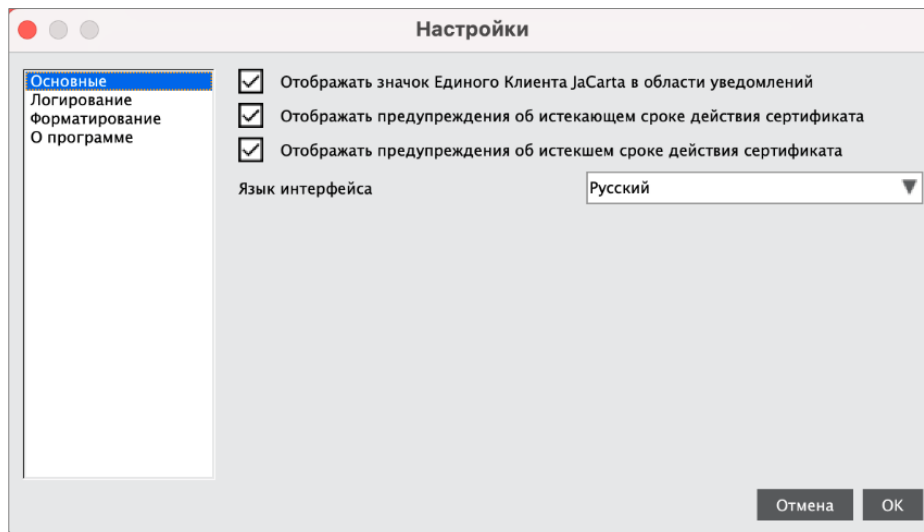 Настройки
Основные
Логирование
Форматирование
О программе
Отображать значок Единого Клиента JaCarta в области уведомлений
Отображать предупреждения об истекающем сроке действия сертификата
Отображать предупреждения об истекшем сроке действия сертификата
Язык интерфейса
Русский
Отмена
ОК